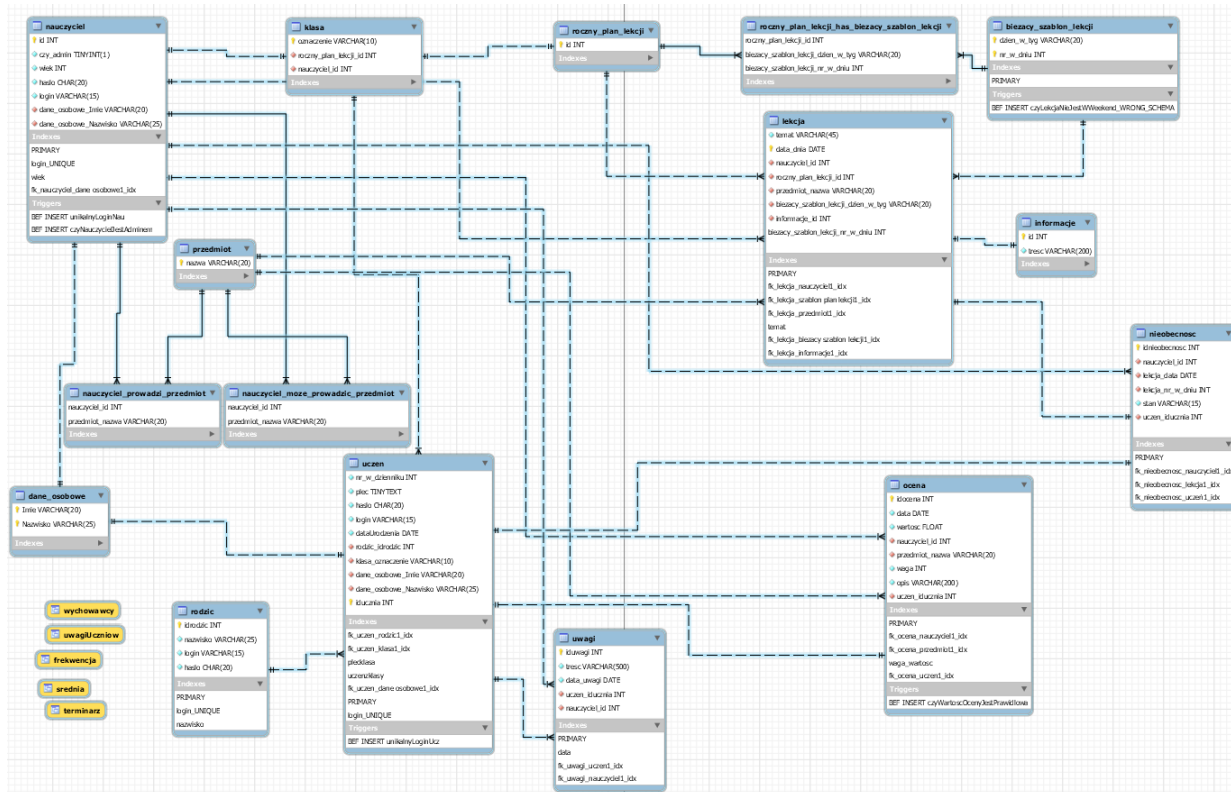 nauczyciel
id INT
czy_admin TINYINT(1)
wiek INT
hasło CHAR(20)
login VARCHAR(15)
dane_osobowe_Imie VARCHAR(20)
dane_osobowe_Nazwisko VARCHAR(25)
Indexes
PRIMARY
login_UNIQUE
wiek
fk_nauczyciel_dane osobowe1_idx
Triggers
BEF INSERT unikalnyLoginNau
BEF INSERT czyNauczycielJestAdminem
klasa
oznaczenie VARCHAR(10)
roczny_plan_lekcji_id INT
nauczyciel_id INT
Indexes
roczny_plan_lekcji
id INT
Indexes
roczny_plan_lekcji_has_biezacy_szablon_lekcji
roczny_plan_lekcji_id INT
biezacy_szablon_lekcji_dzien_w_tyg VARCHAR(20)
biezacy_szablon_lekcji_nr_w_dniu INT
Indexes
biezacy_szablon_lekcji
dzien_w_tyg VARCHAR(20)
nr_w_dniu INT
Indexes
PRIMARY
Triggers
BEF INSERT czyLekcjaNieJestWWeekend_WRONG_SCHEMA
lekcja
temat VARCHAR(45)
data_dnia DATE
nauczyciel_id INT
roczny_plan_lekcji_id INT
przedmiot_nazwa VARCHAR(20)
biezacy_szablon_lekcji_dzien_w_tyg VARCHAR(20)
informacje_id INT
biezacy_szablon_lekcji_nr_w_dniu INT
Indexes
PRIMARY
fk_lekcja_nauczyciel1_idx
fk_lekcja_szablon plan lekcji1_idx
fk_lekcja_przedmiot1_idx
temat
fk_lekcja_biezacy szablon lekcji1_idx
fk_lekcja_informacje1_idx
informacje
id INT
tresc VARCHAR(200)
Indexes
przedmiot
nazwa VARCHAR(20)
Indexes
nieobecnosc
idnieobecnosc INT
nauczyciel_id INT
lekcja_data DATE
lekcja_nr_w_dniu INT
stan VARCHAR(15)
uczen_iducznia INT
Indexes
PRIMARY
fk_nieobecnosc_nauczyciel1_idx
fk_nieobecnosc_lekcja1_idx
fk_nieobecnosc_uczeń1_idx
nauczyciel_prowadzi_przedmiot
nauczyciel_id INT
przedmiot_nazwa VARCHAR(20)
Indexes
nauczyciel_moze_prowadzic_przedmiot
nauczyciel_id INT
przedmiot_nazwa VARCHAR(20)
Indexes
uczen
nr_w_dzienniku INT
plec TINYTEXT
hasło CHAR(20)
login VARCHAR(15)
dataUrodzenia DATE
rodzic_idrodzic INT
klasa_oznaczenie VARCHAR(10)
dane_osobowe_Imie VARCHAR(20)
dane_osobowe_Nazwisko VARCHAR(25)
iducznia INT
Indexes
fk_uczen_rodzic1_idx
fk_uczen_klasa1_idx
plecklasa
uczenzklasy
fk_uczen_dane osobowe1_idx
PRIMARY
login_UNIQUE
Triggers
BEF INSERT unikalnyLoginUcz
dane_osobowe
Imie VARCHAR(20)
Nazwisko VARCHAR(25)
Indexes
ocena
idocena INT
data DATE
wartosc FLOAT
nauczyciel_id INT
przedmiot_nazwa VARCHAR(20)
waga INT
opis VARCHAR(200)
uczen_iducznia INT
Indexes
PRIMARY
fk_ocena_nauczyciel1_idx
fk_ocena_przedmiot1_idx
waga_wartosc
fk_ocena_uczen1_idx
Triggers
BEF INSERT czyWartoscOcenyJestPrawidlowa
wychowawcy
uwagiUczniow
frekwencja
srednia
terminarz
rodzic
idrodzic INT
nazwisko VARCHAR(25)
login VARCHAR(15)
hasło CHAR(20)
Indexes
PRIMARY
login_UNIQUE
nazwisko
uwagi
iduwagi INT
tresc VARCHAR(500)
data_uwagi DATE
uczen_iducznia INT
nauczyciel_id INT
Indexes
PRIMARY
data
fk_uwagi_uczen1_idx
fk_uwagi_nauczyciel1_idx